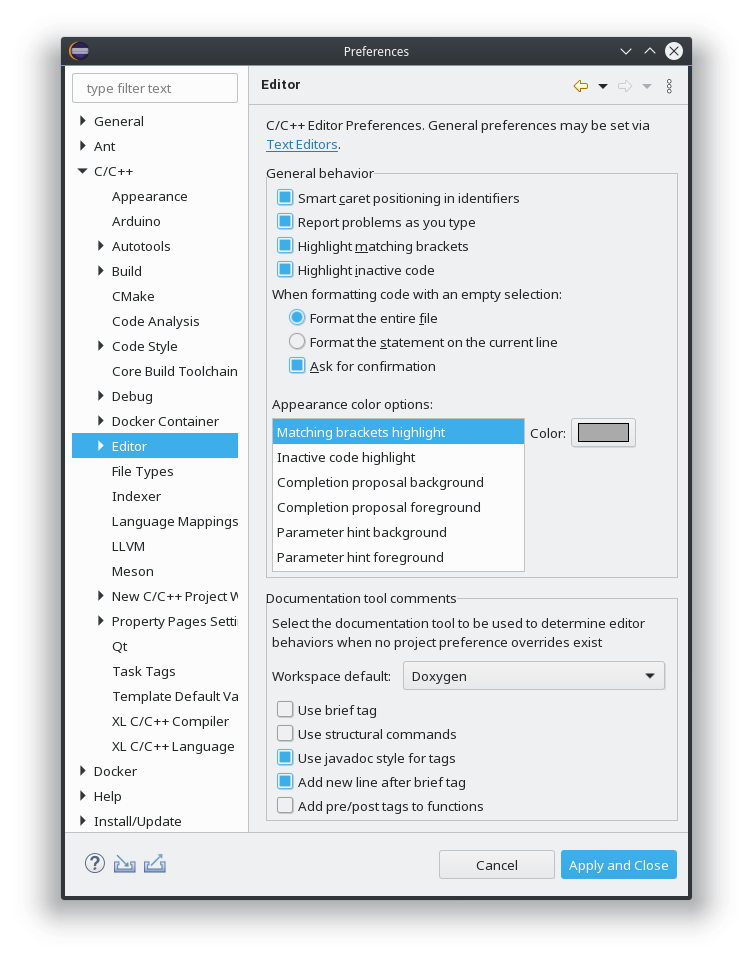 Preferences
type filter text
General
Ant
C/C++
Appearance
Arduino
Autotools
Build
CMake
Code Analysis
Code Style
Core Build Toolchain
Debug
Docker Container
Editor
File Types
Indexer
Language Mappings
LLVM
Meson
New C/C++ Project W
Property Pages Setti
Qt
Task Tags
Template Default Va
XL C/C++ Compiler
XL C/C++ Language
Docker
Help
Install/Update
Editor
C/C++ Editor Preferences. General preferences may be set via
Text Editors.
General behavior
Smart caret positioning in identifiers
Report problems as you type
Highlight matching brackets
Highlight inactive code
When formatting code with an empty selection:
Format the entire file
Format the statement on the current line
Ask for confirmation
Appearance color options:
Matching brackets highlight
Inactive code highlight
Completion proposal background
Completion proposal foreground
Parameter hint background
Parameter hint foreground
Color:
Documentation tool comments
Select the documentation tool to be used to determine editor
behaviors when no project preference overrides exist
Workspace default: Doxygen
Use brief tag
Use structural commands
Use javadoc style for tags
Add new line after brief tag
Add pre/post tags to functions
? Cancel Apply and Close